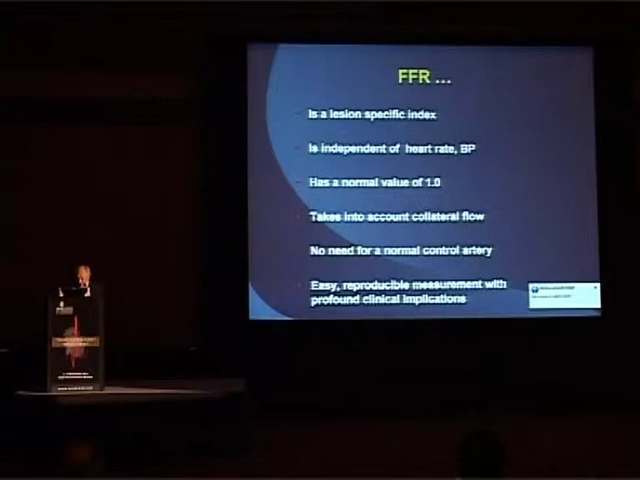 FFR ...
Is a lesion specific index
Is independent of heart rate, BP
Has a normal value of 1.0
Takes into account collateral flow
No need for a normal control artery
Easy, reproducible measurement with
profound clinical implications